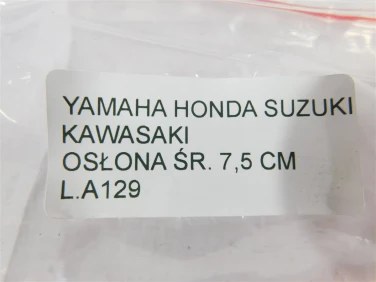 YAMAHA HONDA SUZUKI
KAWASAKI
OSŁONA ŚR. 7,5 CM
L.A129